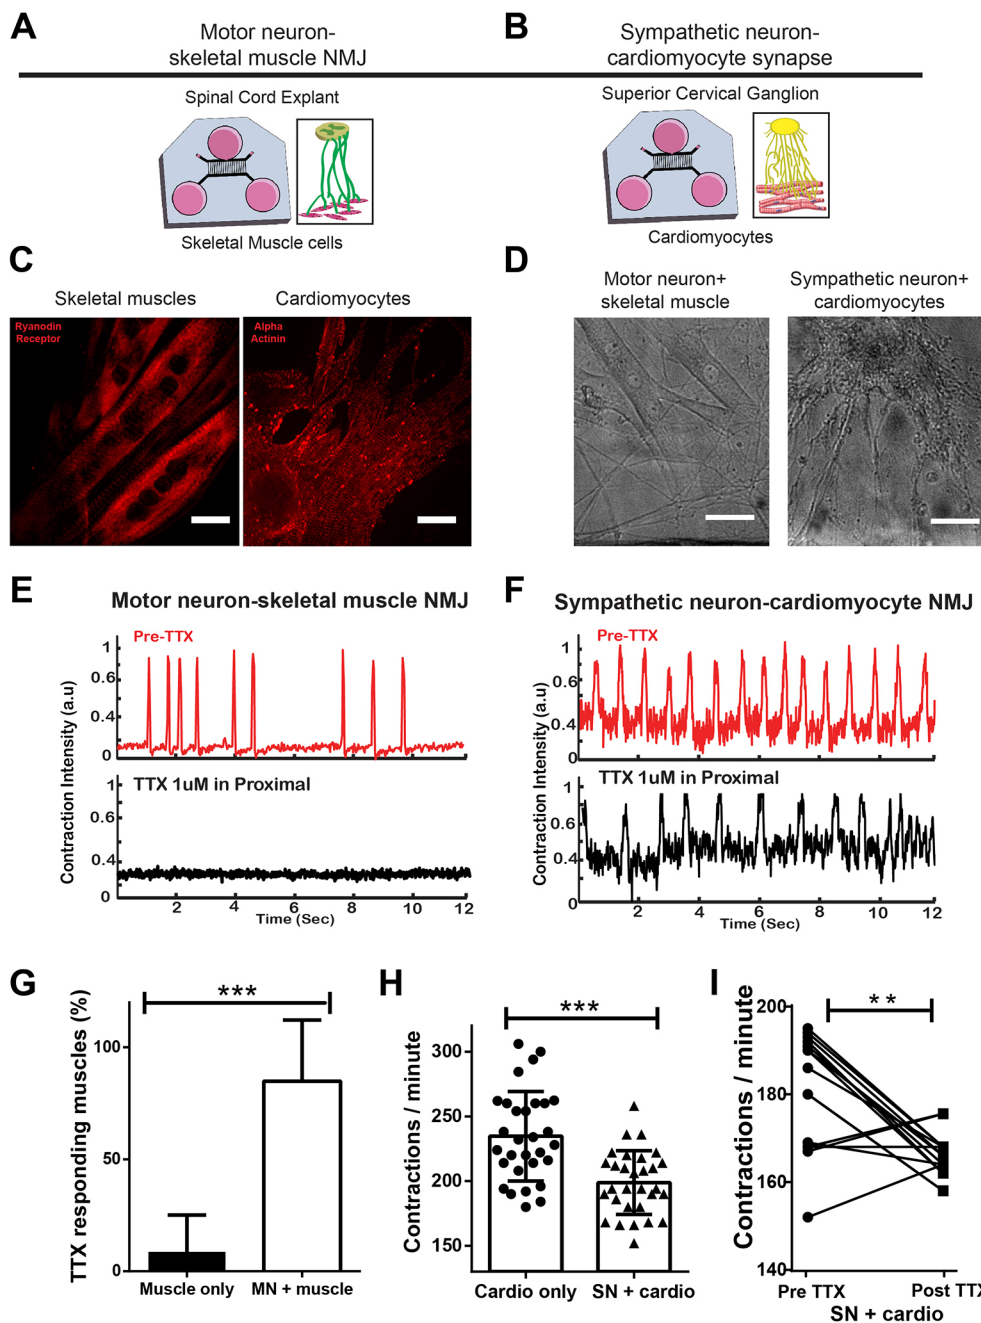 A
Motor neuron-
skeletal muscle NMJ
B
Sympathetic neuron-
cardiomyocyte synapse
Spinal Cord Explant
Skeletal Muscle cells
Superior Cervical Ganglion
Cardiomyocytes
C
Skeletal muscles
Cardiomyocytes
Ryanodin
Receptor
Alpha
Actinin
D
Motor neuron+
skeletal muscle
Sympathetic neuron+
cardiomyocytes
E
Motor neuron-skeletal muscle NMJ
Pre-TTX
1
0.6
0.4
0
TTX 1uM in Proximal
1
0.6
0.4
0
Contraction Intensity (a.u)
2 4 6 8 10 12
Time (Sec)
F
Sympathetic neuron-cardiomyocyte NMJ
Pre-TTX
1
0.6
0.4
0
TTX 1uM in Proximal
1
0.6
0.4
0
Contraction Intensity (a.u)
2 4 6 8 10 12
Time (Sec)
G
***
TTX responding muscles (%)
100
50
0
Muscle only MN + muscle
H
***
Contractions / minute
300
250
200
150
Cardio only SN + cardio
I
**
Contractions / minute
200
180
160
140
Pre TTX Post TTX
SN + cardio